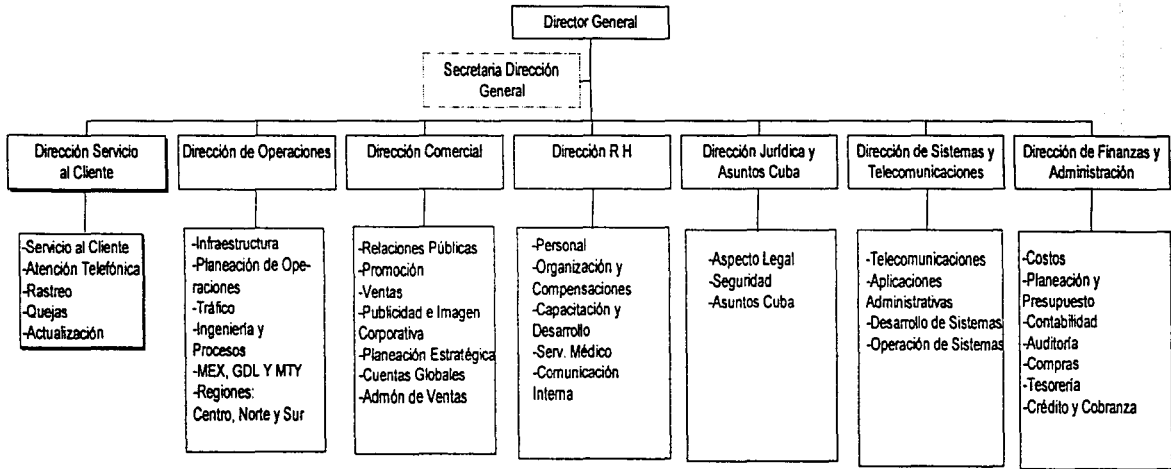 Director General
Secretaria Dirección
General
Dirección Servicio
al Cliente
Dirección de Operaciones
Dirección Comercial
Dirección R H
Dirección Jurídica y
Asuntos Cuba
Dirección de Sistemas y
Telecomunicaciones
Dirección de Finanzas y
Administración
-Servicio al Cliente
-Atención Telefónica
-Rastreo
-Quejas
-Actualización
-Infraestructura
-Planeación de Ope-
raciones
-Tráfico
-Ingeniería y
Procesos
-MEX, GDL Y MTY
-Regiones:
Centro, Norte y Sur
-Relaciones Públicas
-Promoción
-Ventas
-Publicidad e Imagen
Corporativa
-Planeación Estratégica
-Cuentas Globales
-Admón de Ventas
-Personal
-Organización y
Compensaciones
-Capacitación y
Desarrollo
-Serv. Médico
-Comunicación
Interna
-Aspecto Legal
-Seguridad
-Asuntos Cuba
-Telecomunicaciones
-Aplicaciones
Administrativas
-Desarrollo de Sistemas
-Operación de Sistemas
-Costos
-Planeación y
Presupuesto
-Contabilidad
-Auditoría
-Compras
-Tesorería
-Crédito y Cobranza